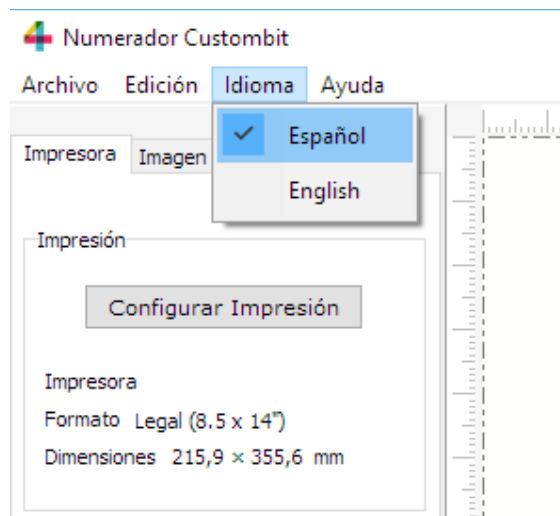 Numerador Custombit
Archivo Edición Idioma Ayuda
Español
English
Impresora Imagen
Impresión
Configurar Impresión
Impresora
Formato Legal (8.5 x 14")
Dimensiones 215,9 × 355,6 mm